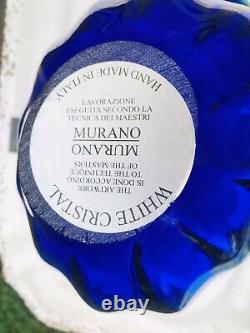 HAND MADE IN ITALY
LAVORAZIONE
ESEGUITA SECONDO LA
TECNICA DEI MAESTRI
MURANO
MURANO
THE ARTWORK
IS DONE ACCORDING
TO THE TECHNIQUE
OF THE MASTERS
WHITE CRISTAL